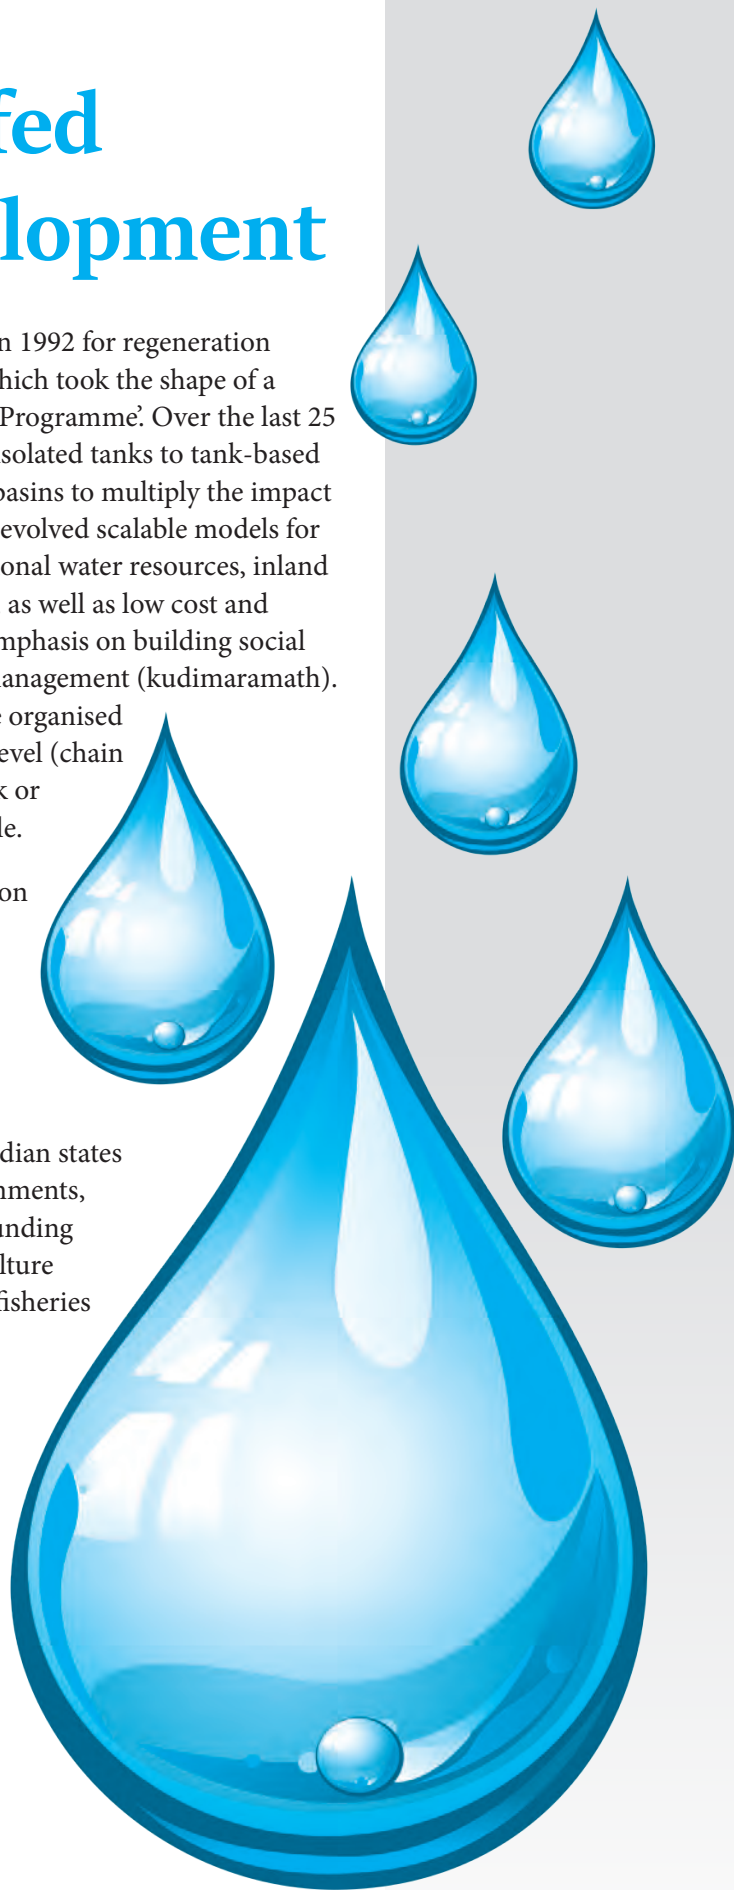 fed
lopment
n 1992 for regeneration
hich took the shape of a
Programme’. Over the last 25
isolated tanks to tank-based
basins to multiply the impact
evolved scalable models for
onal water resources, inland
as well as low cost and
mphasis on building social
anagement (kudimaramath).
e organised
evel (chain
k or
le.
on
dian states
nments,
unding
lture
fisheries